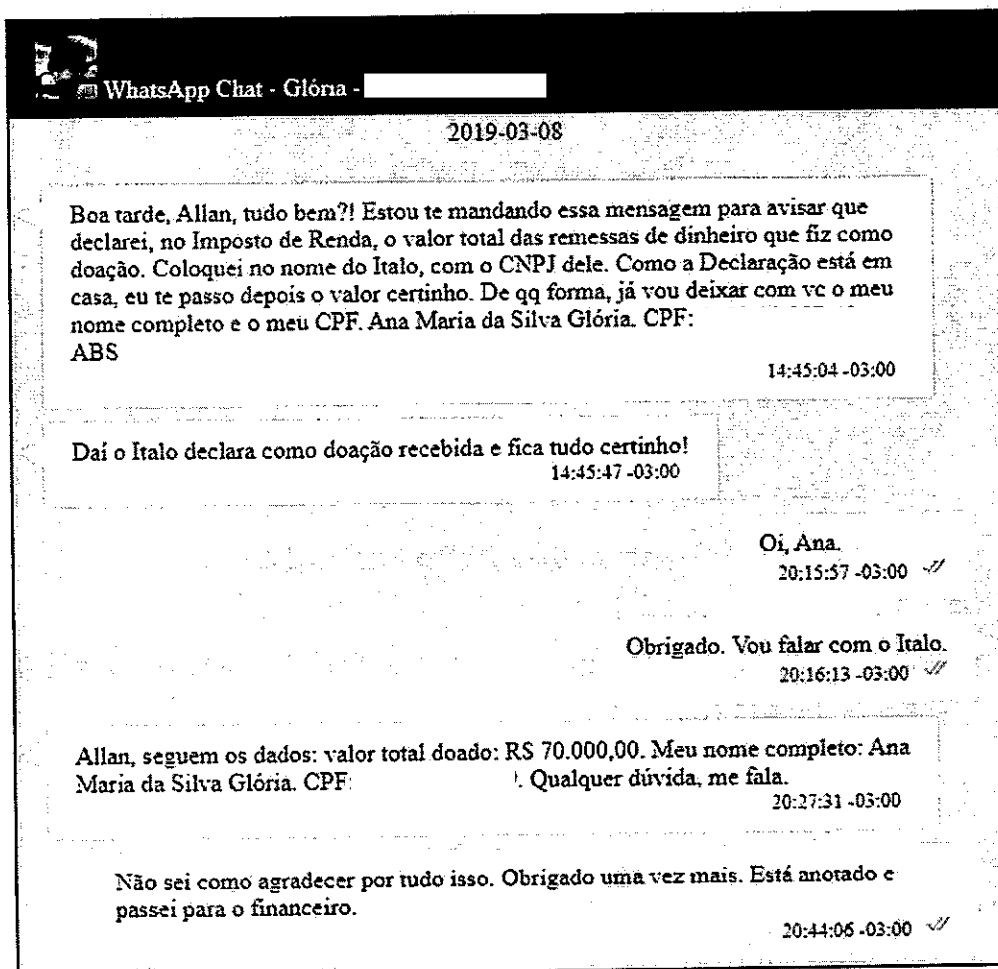 WhatsApp Chat - Glória -
2019-03-08
Boa tarde, Allan, tudo bem?! Estou te mandando essa mensagem para avisar que
declarei, no Imposto de Renda, o valor total das remessas de dinheiro que fiz como
doação. Coloquei no nome do Italo, com o CNPJ dele. Como a Declaração está em
casa, eu te passo depois o valor certinho. De qq forma, já vou deixar com vc o meu
nome completo e o meu CPF. Ana Maria da Silva Glória. CPF:
ABS
14:45:04 -03:00
Daí o Italo declara como doação recebida e fica tudo certinho!
14:45:47 -03:00
Oi, Ana.
20:15:57 -03:00
Obrigado. Vou falar com o Italo.
20:16:13 -03:00
Allan, seguem os dados: valor total doado: R$ 70.000,00. Meu nome completo: Ana
Maria da Silva Glória. CPF: . Qualquer dúvida, me fala.
20:27:31 -03:00
Não sei como agradecer por tudo isso. Obrigado uma vez mais. Está anotado e
passei para o financeiro.
20:44:06 -03:00